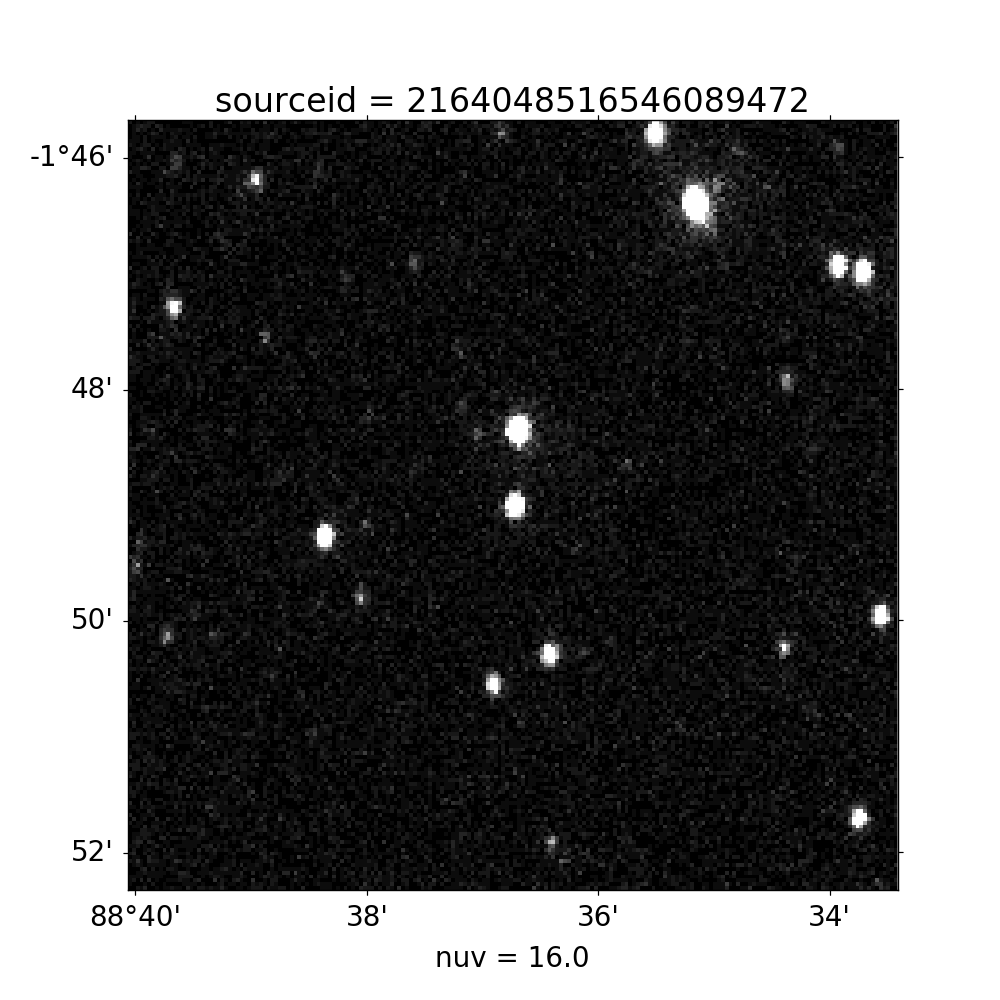 sourceid = 2164048516546089472
-1°46'
48'
50'
52'
88°40' 38' 36' 34'
nuv = 16.0